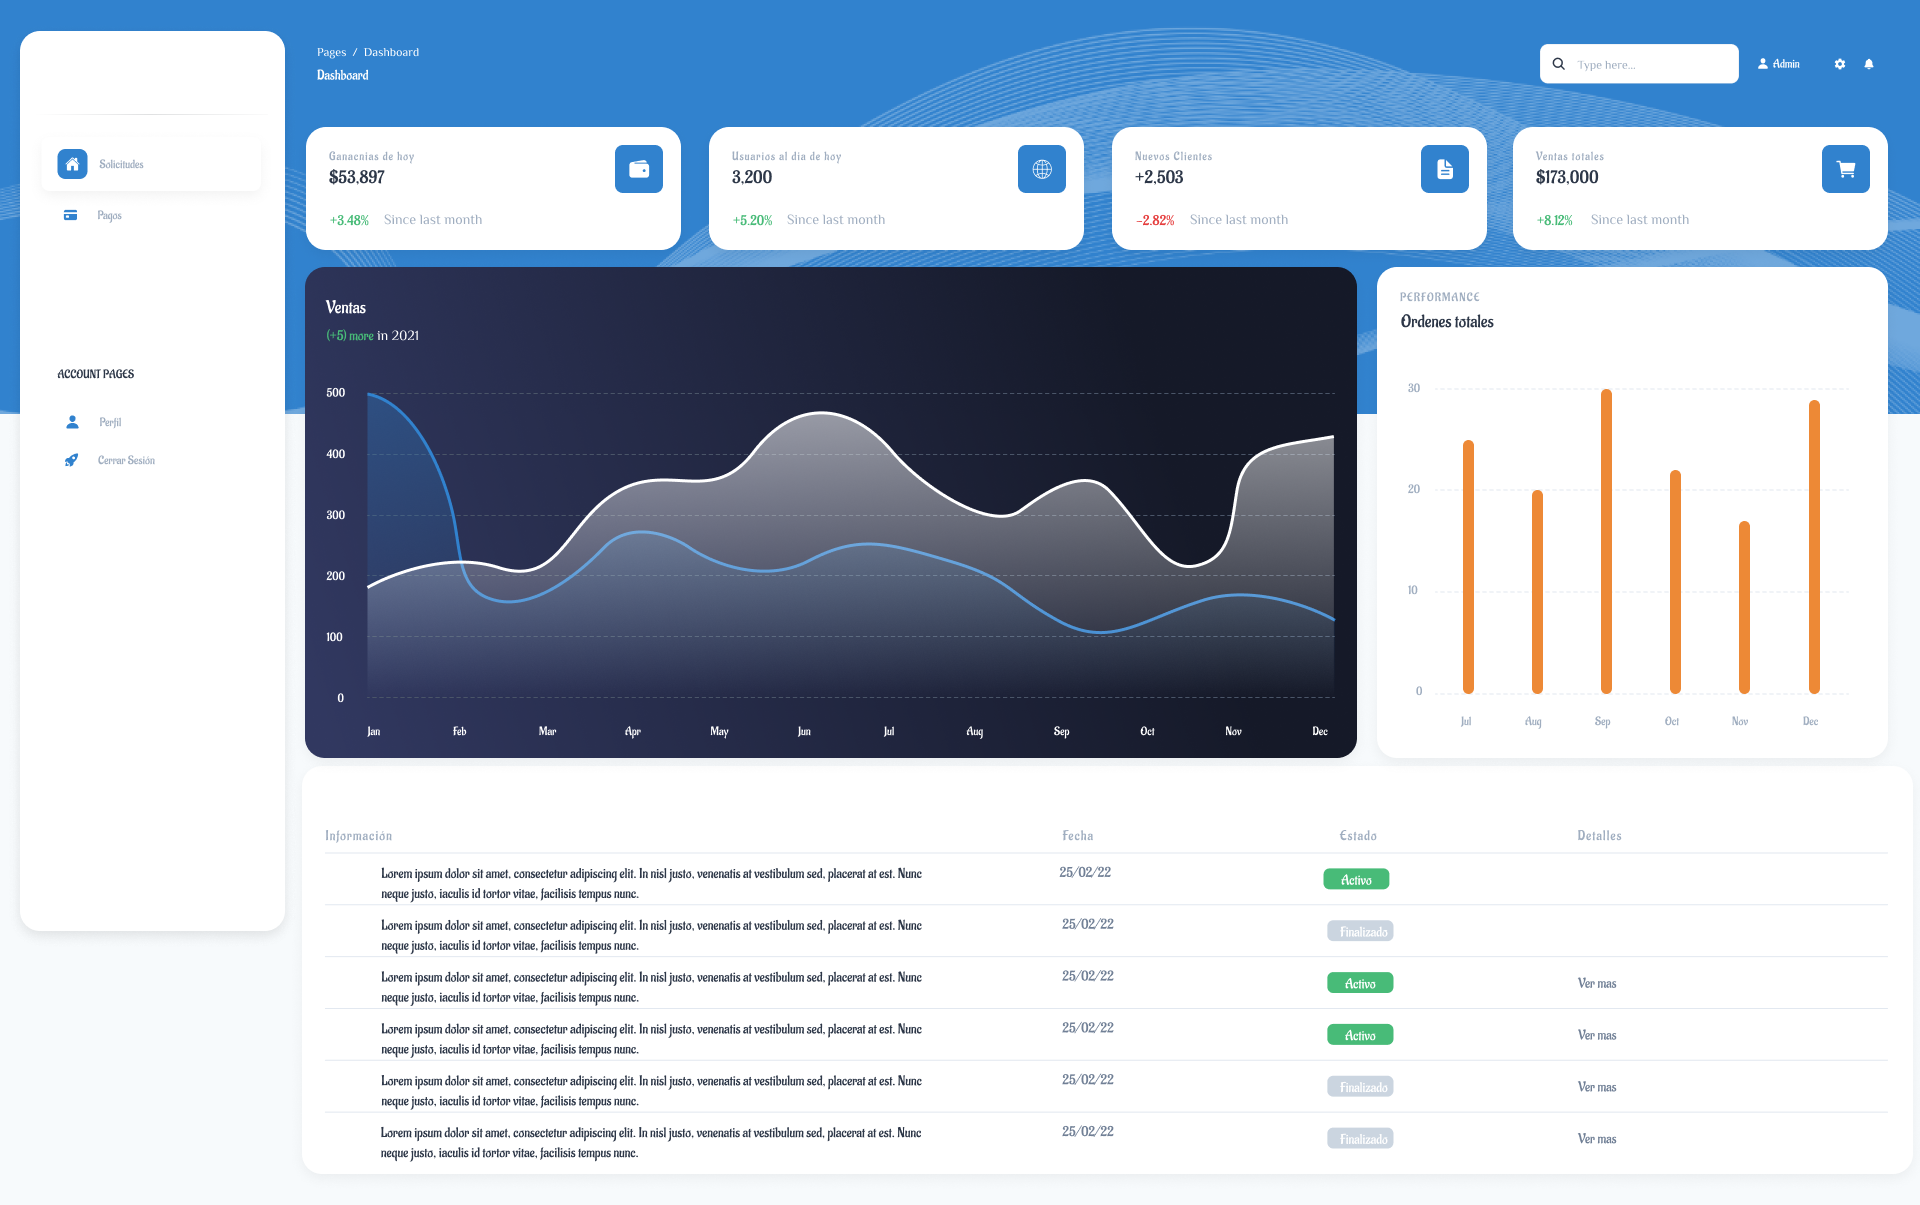 Pages / Dashboard
Dashboard
Type here...
Admin
Solicitudes
Pagos
ACCOUNT PAGES
Perfil
Cerrar Sesión
Ganacnias de hoy
$53,897
+3.48% Since last month
Usuarios al dia de hoy
3,200
+5.20% Since last month
Nuevos Clientes
+2,503
-2.82% Since last month
Ventas totales
$173,000
+8.12% Since last month
Ventas
(+5) more in 2021
500
400
300
200
100
0
Jan Feb Mar Apr May Jun Jul Aug Sep Oct Nov Dec
PERFORMANCE
Ordenes totales
30
20
10
0
Jul Aug Sep Oct Nov Dec
Información Fecha Estado Detalles
Lorem ipsum dolor sit amet, consectetur adipiscing elit. In nisl justo, venenatis at vestibulum sed, placerat at est. Nunc
neque justo, iaculis id tortor vitae, facilisis tempus nunc.
25/02/22
Activo
Lorem ipsum dolor sit amet, consectetur adipiscing elit. In nisl justo, venenatis at vestibulum sed, placerat at est. Nunc
neque justo, iaculis id tortor vitae, facilisis tempus nunc.
25/02/22
Finalizado
Lorem ipsum dolor sit amet, consectetur adipiscing elit. In nisl justo, venenatis at vestibulum sed, placerat at est. Nunc
neque justo, iaculis id tortor vitae, facilisis tempus nunc.
25/02/22
Activo
Ver mas
Lorem ipsum dolor sit amet, consectetur adipiscing elit. In nisl justo, venenatis at vestibulum sed, placerat at est. Nunc
neque justo, iaculis id tortor vitae, facilisis tempus nunc.
25/02/22
Activo
Ver mas
Lorem ipsum dolor sit amet, consectetur adipiscing elit. In nisl justo, venenatis at vestibulum sed, placerat at est. Nunc
neque justo, iaculis id tortor vitae, facilisis tempus nunc.
25/02/22
Finalizado
Ver mas
Lorem ipsum dolor sit amet, consectetur adipiscing elit. In nisl justo, venenatis at vestibulum sed, placerat at est. Nunc
neque justo, iaculis id tortor vitae, facilisis tempus nunc.
25/02/22
Finalizado
Ver mas